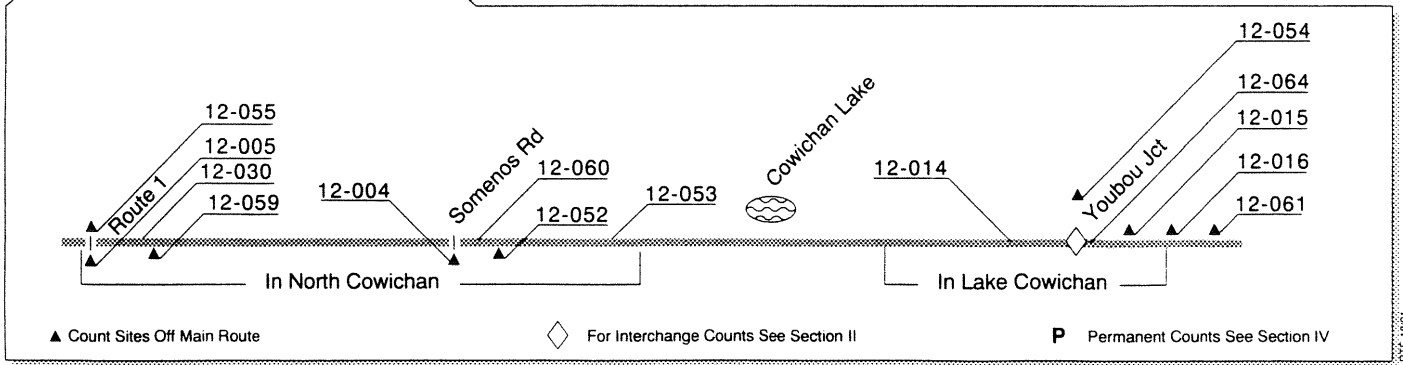 12-054
12-064
12-055
12-015
12-005
Cowichan Lake
Youbou Jct
12-030
Route 1
Somenos Rd
12-060
12-014
12-016
12-004
12-053
12-059
12-052
12-061
In North Cowichan
In Lake Cowichan
▲ Count Sites Off Main Route
◇ For Interchange Counts See Section II
P Permanent Counts See Section IV